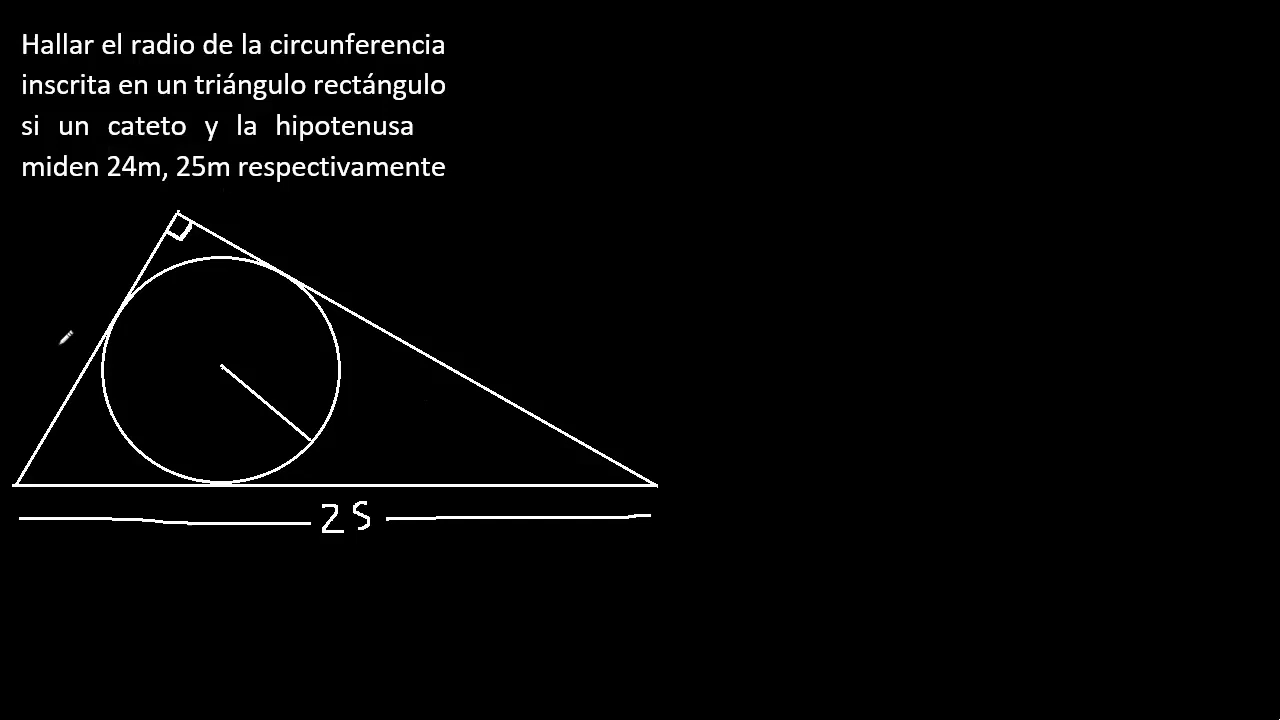 Hallar el radio de la circunferencia
inscrita en un triángulo rectángulo
si un cateto y la hipotenusa
miden 24m, 25m respectivamente
25